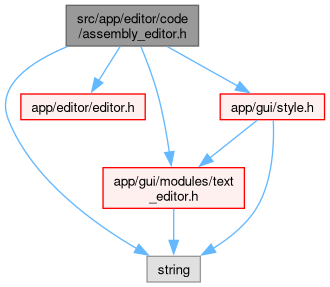 src/app/editor/code
/assembly_editor.h
app/editor/editor.h
app/gui/style.h
app/gui/modules/text
_editor.h
string